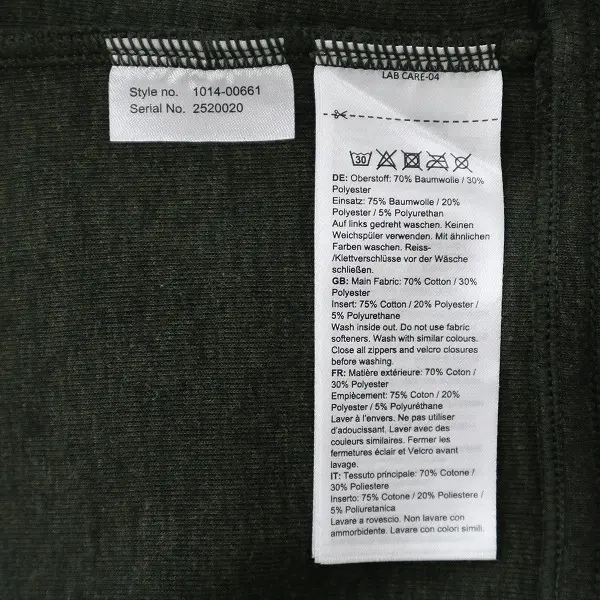 Style no. 1014-00661
Serial No. 2520020
LAB CARE-04
30
DE: Oberstoff: 70% Baumwolle / 30%
Polyester
Einsatz: 75% Baumwolle / 20%
Polyester / 5% Polyurethan
Auf links gedreht waschen. Keinen
Weichspüler verwenden. Mit ähnlichen
Farben waschen. Reiss-
/Klettverschlüsse vor der Wäsche
schließen.
GB: Main Fabric: 70% Cotton / 30%
Polyester
Insert: 75% Cotton / 20% Polyester /
5% Polyurethane
Wash inside out. Do not use fabric
softeners. Wash with similar colours.
Close all zippers and velcro closures
before washing.
FR: Matière extérieure: 70% Coton /
30% Polyester
Empiècement: 75% Coton / 20%
Polyester / 5% Polyuréthane
Laver à l'envers. Ne pas utiliser
d'adoucissant. Laver avec des
couleurs similaires. Fermer les
fermetures éclair et Velcro avant
lavage.
IT: Tessuto principale: 70% Cotone /
30% Poliestere
Inserto: 75% Cotone / 20% Poliestere /
5% Poliuretanica
Lavare a rovescio. Non lavare con
ammorbidente. Lavare con colori simili.